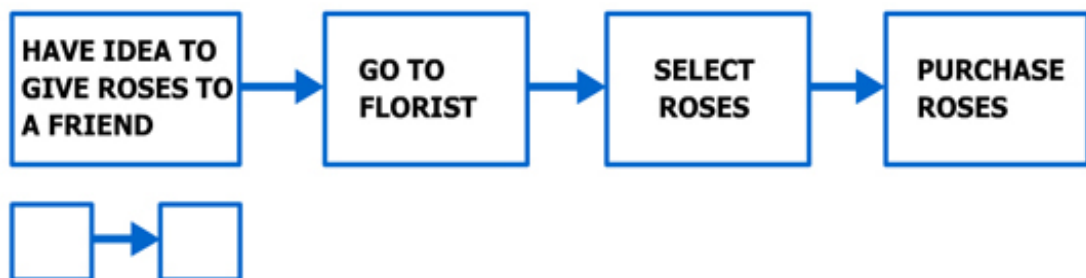 HAVE IDEA TO
GIVE ROSES TO
A FRIEND
GO TO
FLORIST
SELECT
ROSES
PURCHASE
ROSES